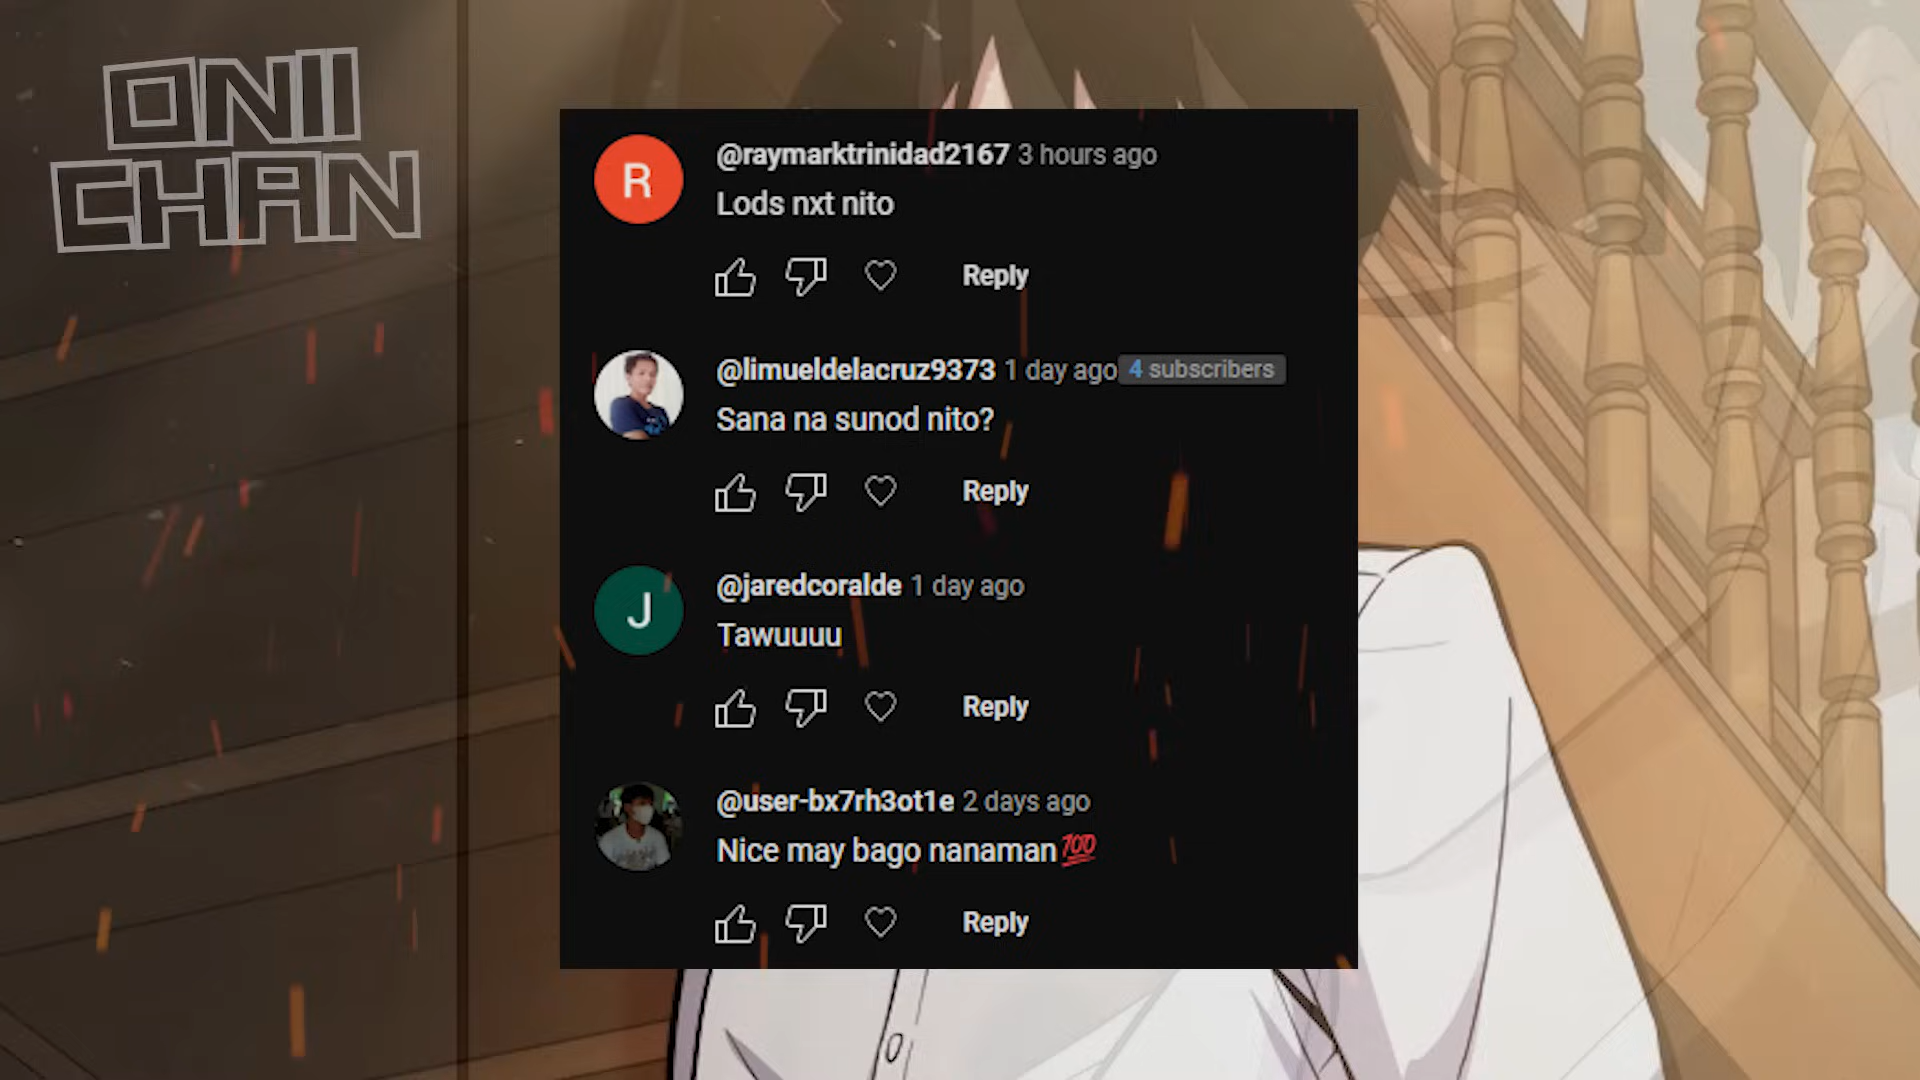 ONII
CHAN
R
@raymarktrinidad2167 3 hours ago
Lods nxt nito
Reply
@limueldelacruz9373 1 day ago 4 subscribers
Sana na sunod nito?
Reply
J
@jaredcoralde 1 day ago
Tawuuuu
Reply
@user-bx7rh3ot1e 2 days ago
Nice may bago nanaman💯
Reply